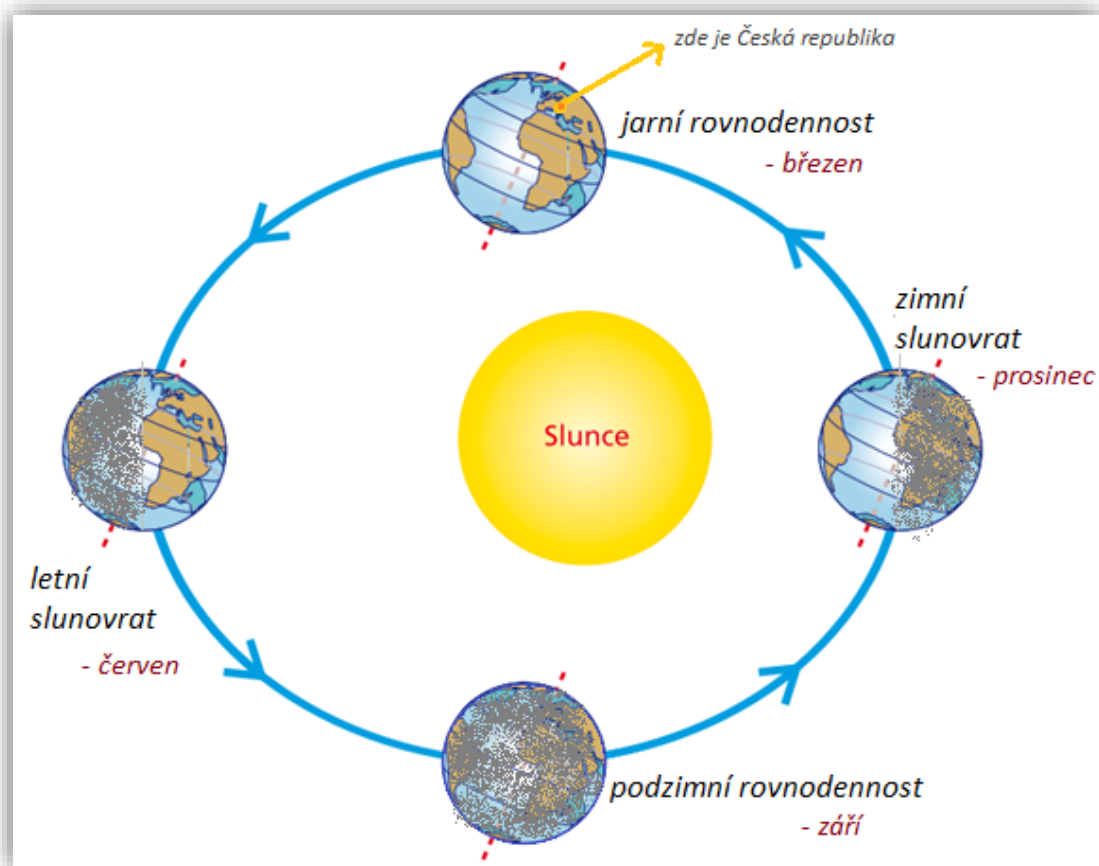 zde je Česká republika
jarní rovnodennost
- březen
zimní
slunovrat
- prosinec
Slunce
letní
slunovrat
- červen
podzimní rovnodennost
- září